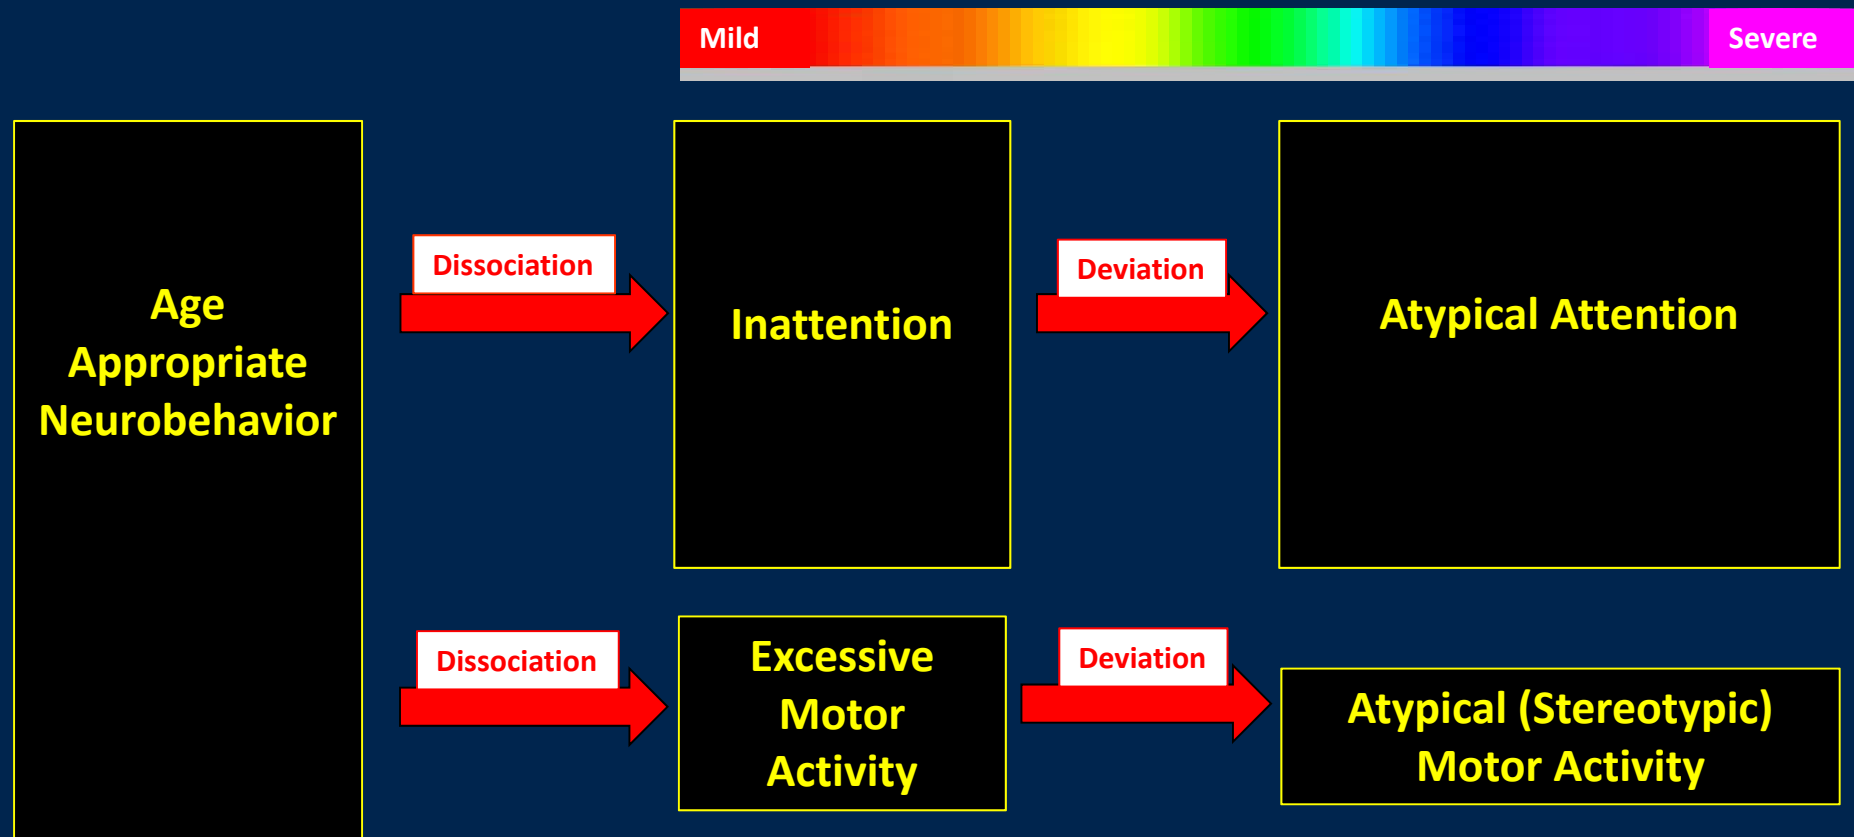 Mild
Severe
Age
Appropriate
Neurobehavior
Dissociation
Inattention
Deviation
Atypical Attention
Dissociation
Excessive
Motor
Activity
Deviation
Atypical (Stereotypic)
Motor Activity